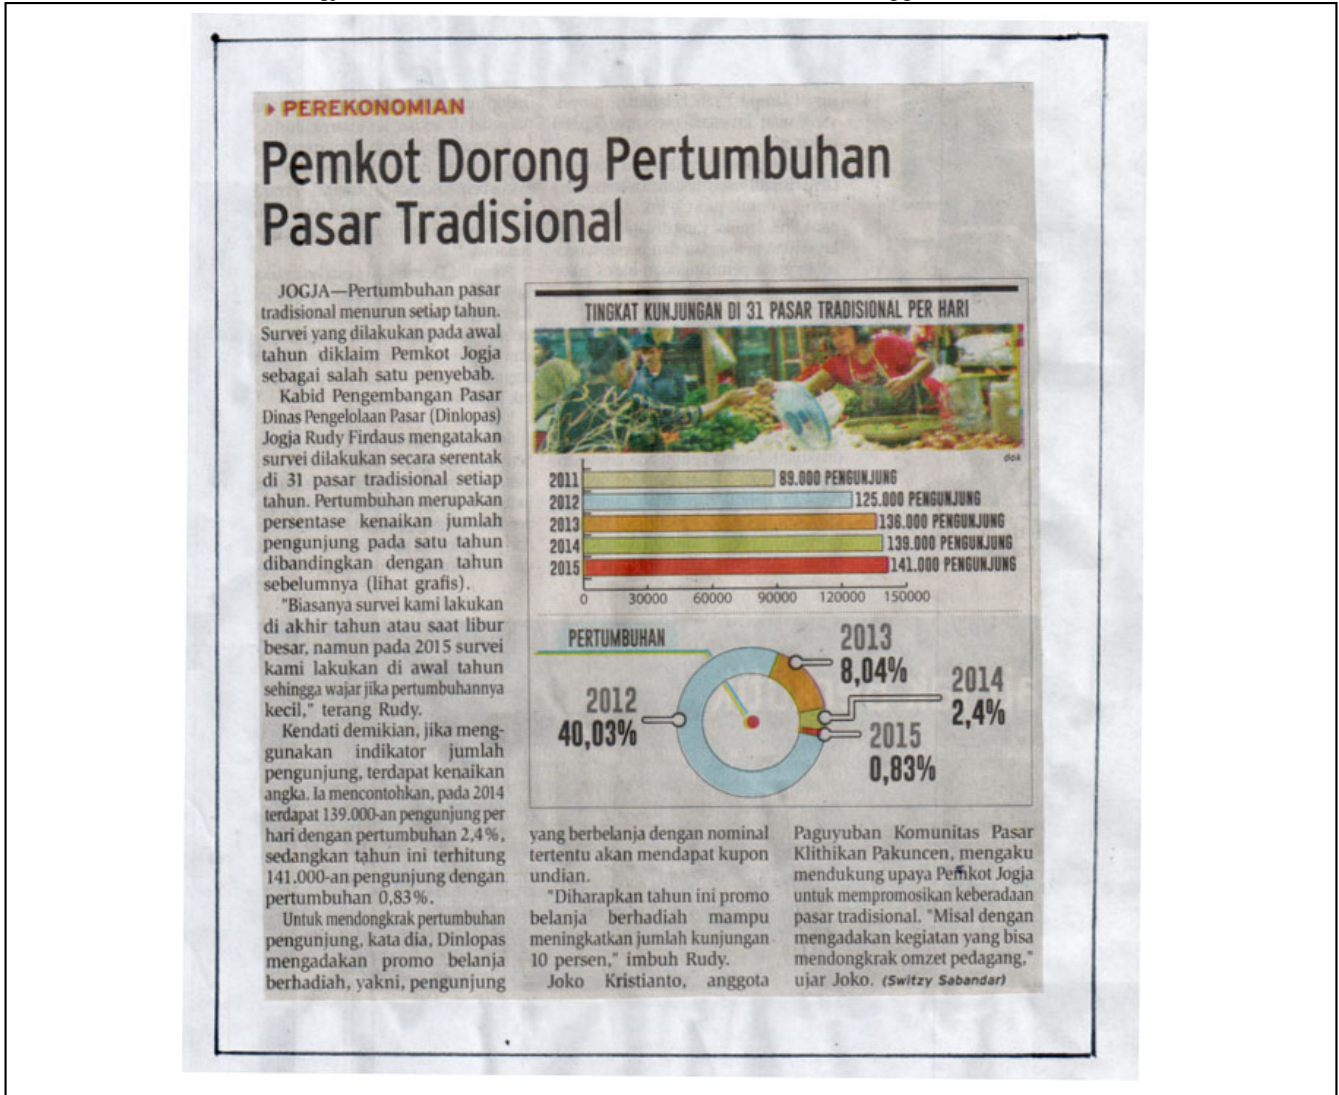 PEREKONOMIAN
Pemkot Dorong Pertumbuhan
Pasar Tradisional
JOGJA—Pertumbuhan pasar
tradisional menurun setiap tahun.
Survei yang dilakukan pada awal
tahun diklaim Pemkot Jogja
sebagai salah satu penyebab.
Kabid Pengembangan Pasar
Dinas Pengelolaan Pasar (Dinlopas)
Jogja Rudy Firdaus mengatakan
survei dilakukan secara serentak
di 31 pasar tradisional setiap
tahun. Pertumbuhan merupakan
persentase kenaikan jumlah
pengunjung pada satu tahun
dibandingkan dengan tahun
sebelumnya (lihat grafis).
"Biasanya survei kami lakukan
di akhir tahun atau saat libur
besar, namun pada 2015 survei
kami lakukan di awal tahun
sehingga wajar jika pertumbuhannya
kecil," terang Rudy.
Kendati demikian, jika meng-
gunakan indikator jumlah
pengunjung, terdapat kenaikan
angka. Ia mencontohkan, pada 2014
terdapat 139.000-an pengunjung per
hari dengan pertumbuhan 2,4%,
sedangkan tahun ini terhitung
141.000-an pengunjung dengan
pertumbuhan 0,83%.
Untuk mendongkrak pertumbuhan
pengunjung, kata dia, Dinlopas
mengadakan promo belanja
berhadiah, yakni, pengunjung
TINGKAT KUNJUNGAN DI 31 PASAR TRADISIONAL PER HARI
dok
2011 89.000 PENGUNJUNG
2012 125.000 PENGUNJUNG
2013 136.000 PENGUNJUNG
2014 139.000 PENGUNJUNG
2015 141.000 PENGUNJUNG
0 30000 60000 90000 120000 150000
PERTUMBUHAN
2012
40,03%
2013
8,04%
2014
2,4%
2015
0,83%
yang berbelanja dengan nominal
tertentu akan mendapat kupon
undian.
"Diharapkan tahun ini promo
belanja berhadiah mampu
meningkatkan jumlah kunjungan
10 persen," imbuh Rudy.
Joko Kristianto, anggota
Paguyuban Komunitas Pasar
Klithikan Pakuncen, mengaku
mendukung upaya Pemkot Jogja
untuk mempromosikan keberadaan
pasar tradisional. "Misal dengan
mengadakan kegiatan yang bisa
mendongkrak omzet pedagang,"
ujar Joko. (Switzy Sabandar)